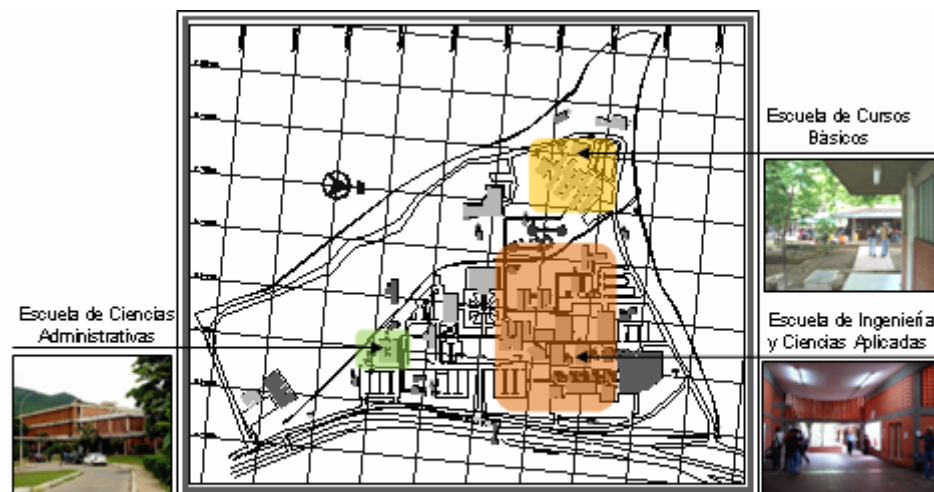 Escuela de Cursos
Básicos
Escuela de Ciencias
Administrativas
Escuela de Ingeniería
y Ciencias Aplicadas